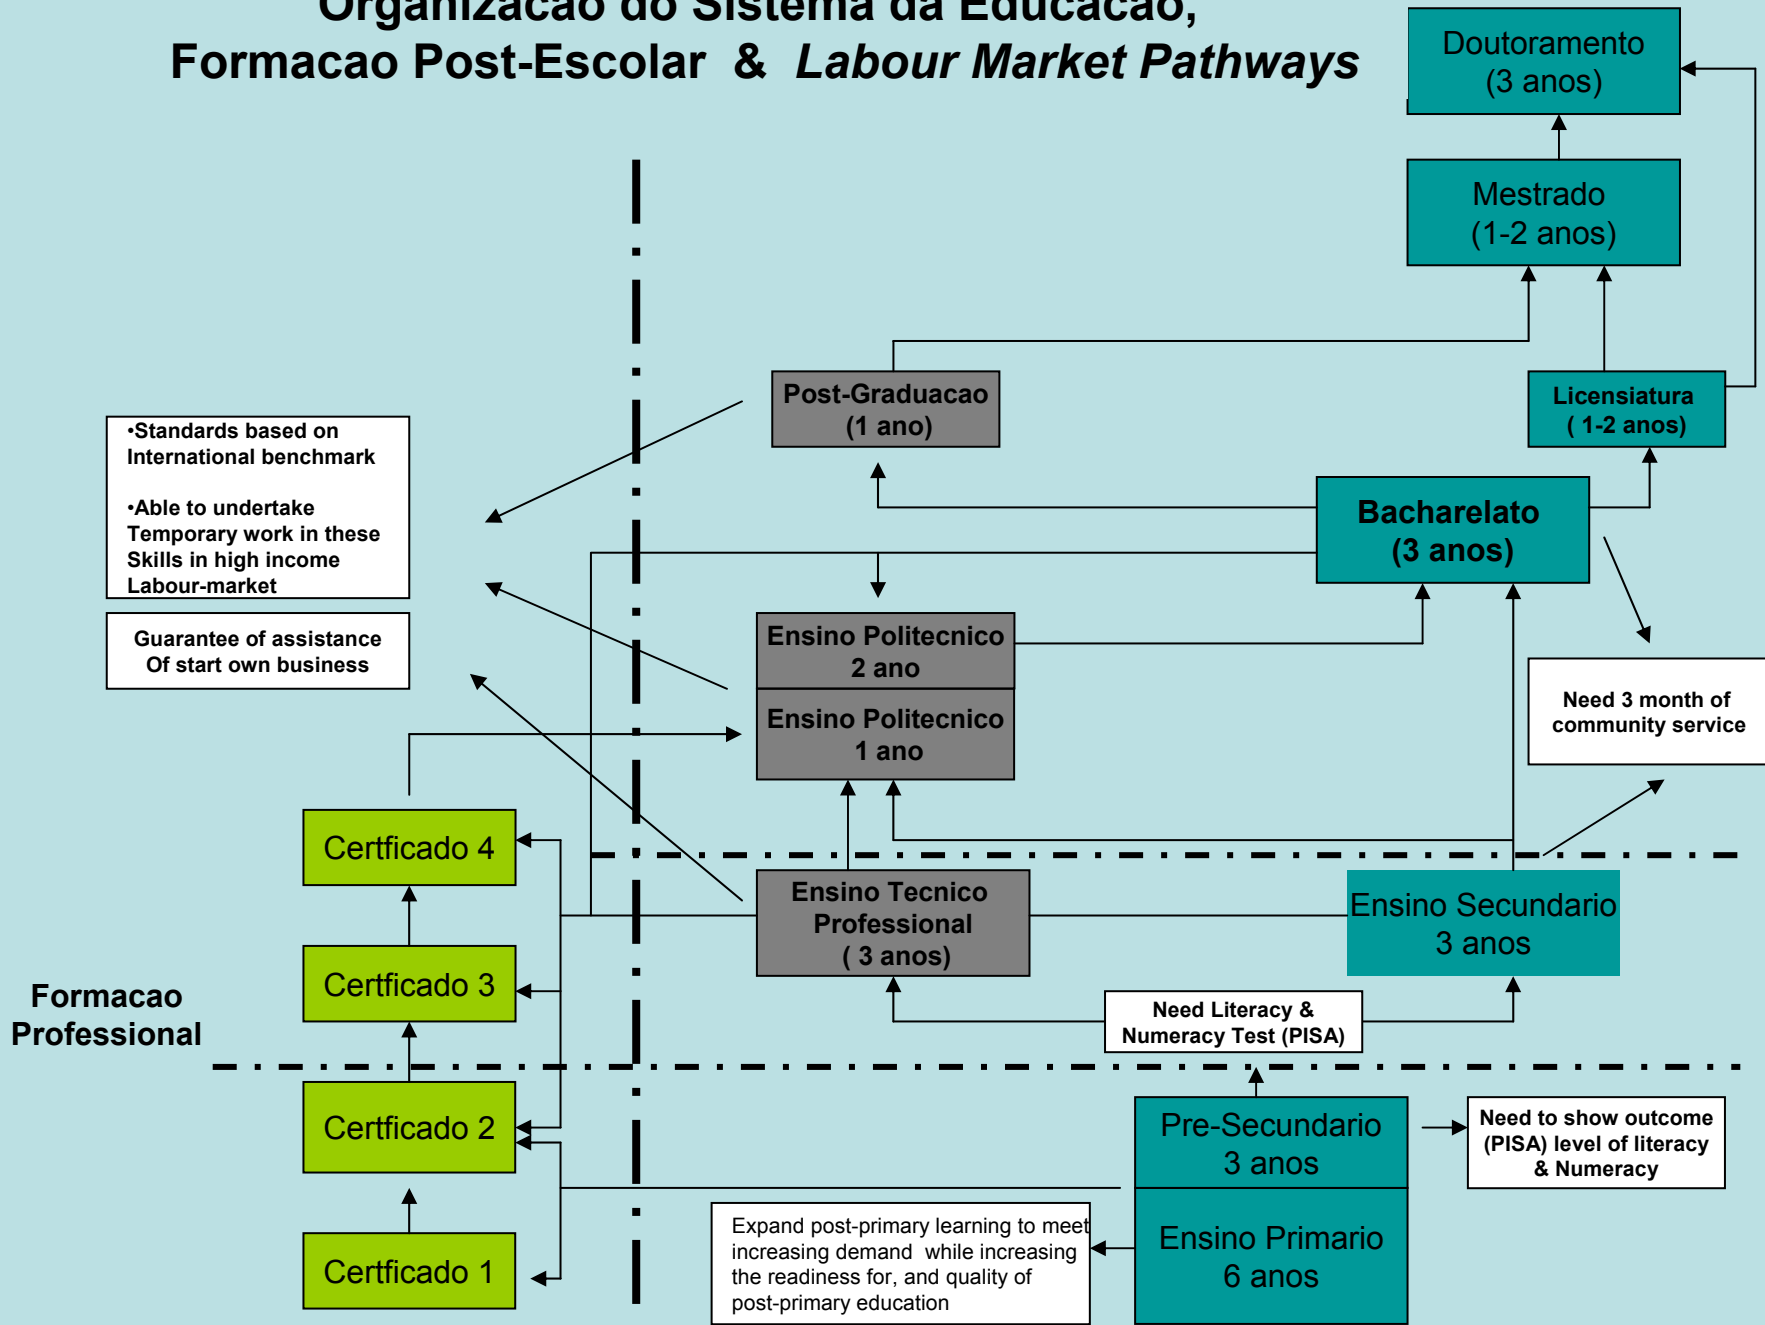 Organizacao do Sistema da Educacao,
Formacao Post-Escolar & Labour Market Pathways
Doutoramento
(3 anos)
Mestrado
(1-2 anos)
Post-Graduacao
(1 ano)
Licensiatura
( 1-2 anos)
•Standards based on
International benchmark
•Able to undertake
Temporary work in these
Skills in high income
Labour-market
Bacharelato
(3 anos)
Guarantee of assistance
Of start own business
Ensino Politecnico
2 ano
Ensino Politecnico
1 ano
Need 3 month of
community service
Certficado 4
Ensino Tecnico
Professional
( 3 anos)
Ensino Secundario
3 anos
Certficado 3
Formacao
Professional
Need Literacy &
Numeracy Test (PISA)
Certficado 2
Pre-Secundario
3 anos
Need to show outcome
(PISA) level of literacy
& Numeracy
Certficado 1
Expand post-primary learning to meet
increasing demand while increasing
the readiness for, and quality of
post-primary education
Ensino Primario
6 anos